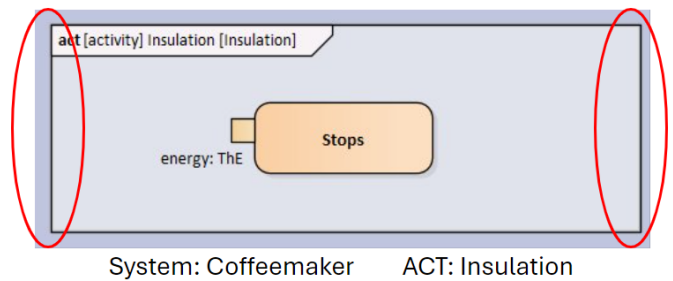 act [activity] Insulation [Insulation]
Stops
energy: ThE
System: Coffeemaker ACT: Insulation